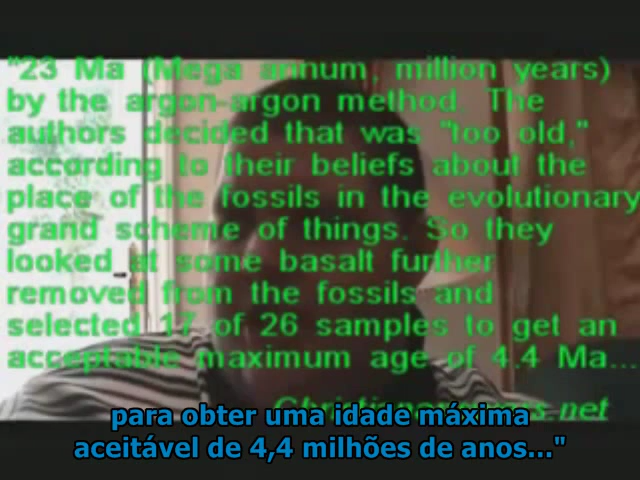 "23 Ma (Mega annum, million years)
by the argon-argon method. The
authors decided that was "too old,"
according to their beliefs about the
place of the fossils in the evolutionary
grand scheme of things. So they
looked at some basalt further
removed from the fossils and
selected 17 of 26 samples to get an
acceptable maximum age of 4.4 Ma...
Christiananswers.net
para obter uma idade máxima
aceitável de 4,4 milhões de anos..."